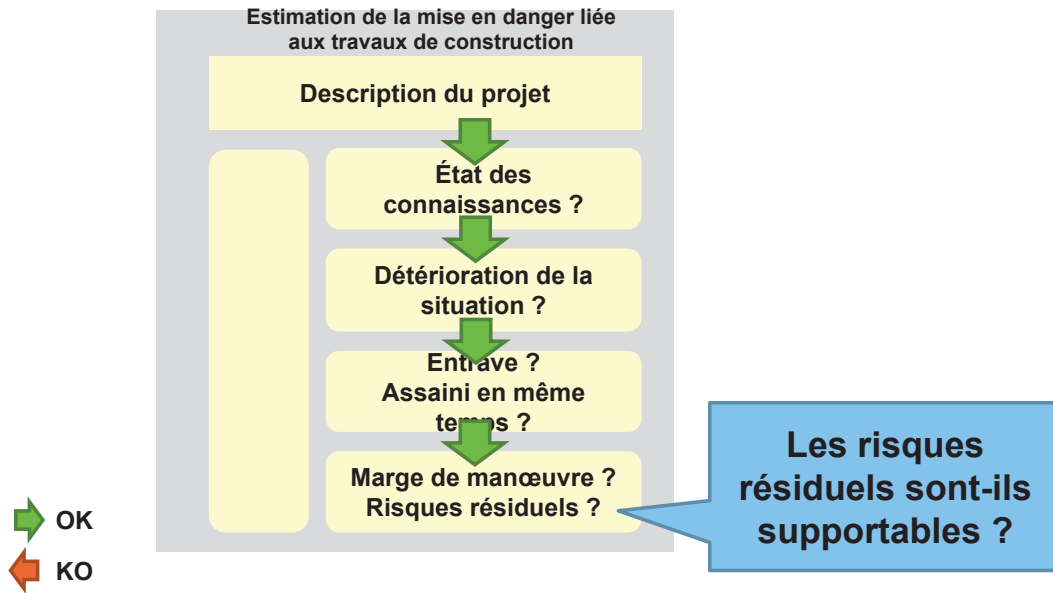 Estimation de la mise en danger liée
aux travaux de construction
Description du projet
État des
connaissances ?
Détérioration de la
situation ?
Entrave ?
Assaini en même
temps ?
Marge de manœuvre ?
Risques résiduels ?
Les risques
résiduels sont-ils
supportables ?
OK
KO